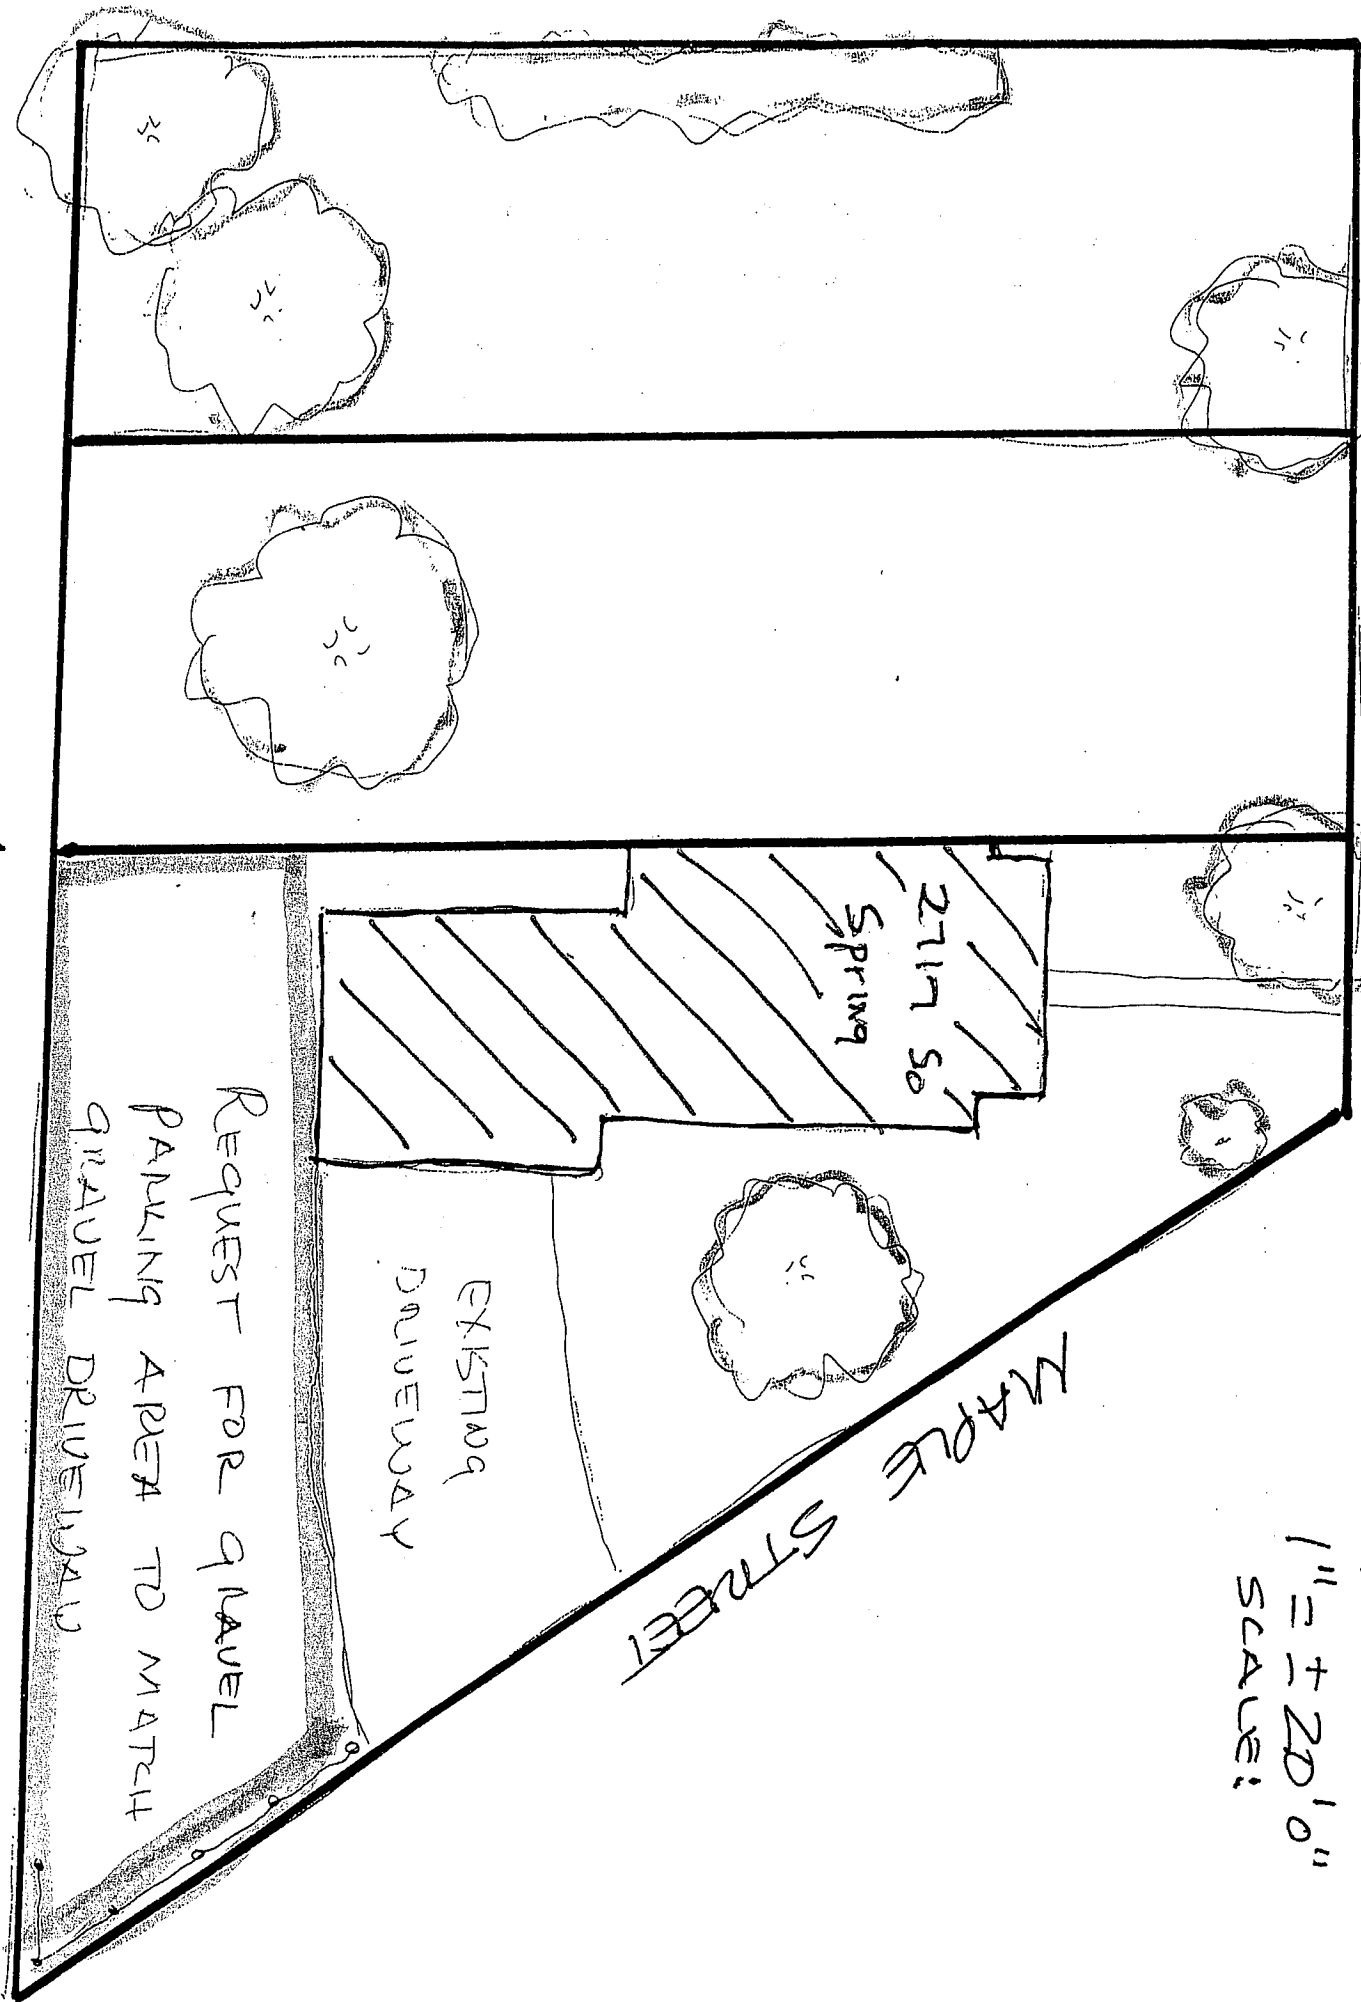 SCALE:
1" = ± 20'0"
MAPLE STREET
2717 So
Spring
EXISTING
DRIVEWAY
REQUEST FOR GRAVEL
PARKING AREA TO MATCH
GRAVEL DRIVEWAY